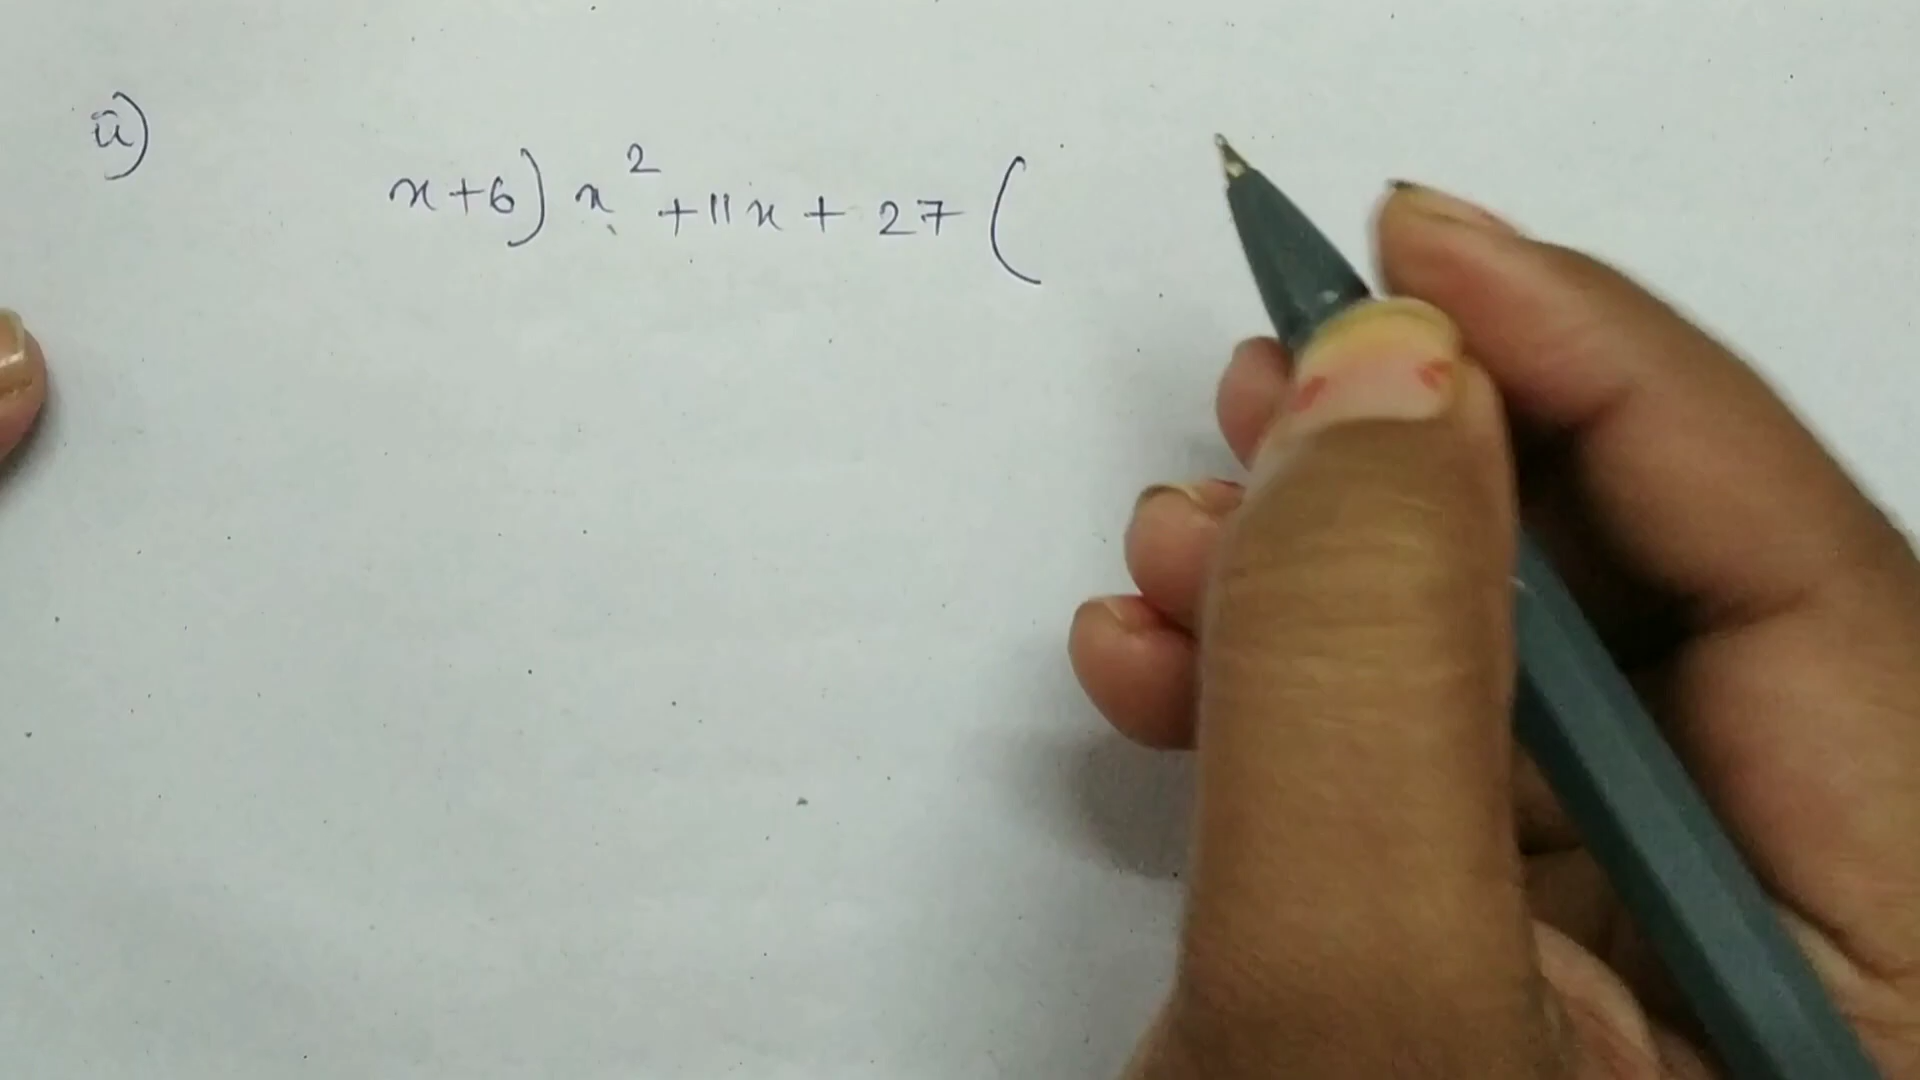 ii)
x+6) x² +11x + 27 (